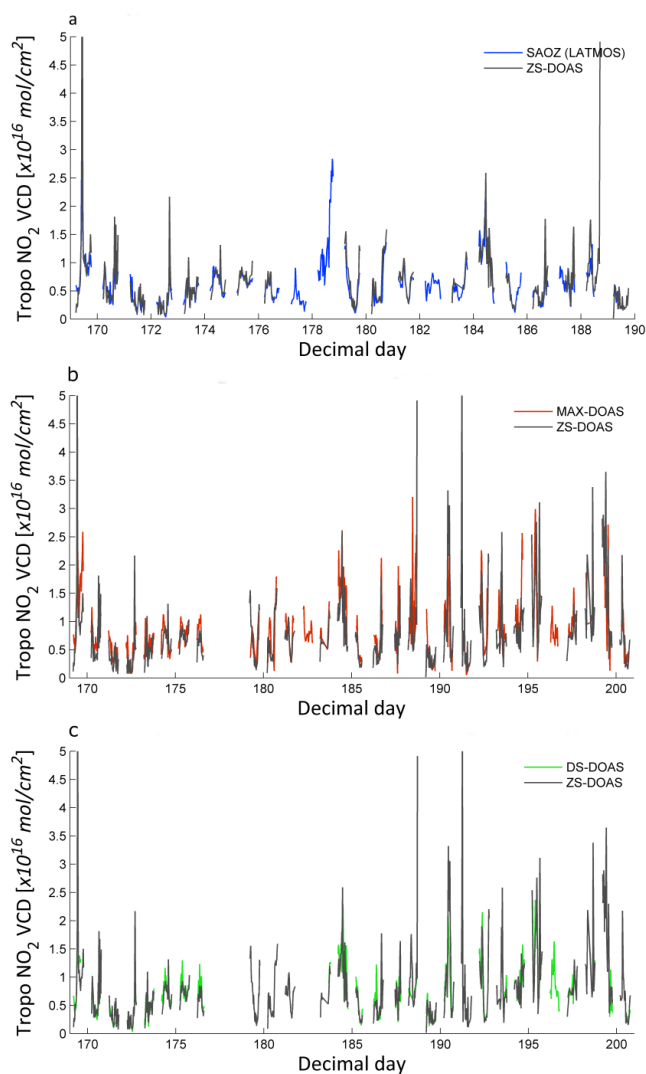 a
5
4.5
4
3.5
3
2.5
2
1.5
1
0.5
0
Tropo NO2 VCD [x10^16 mol/cm^2]
SAOZ (LATMOS)
ZS-DOAS
170 172 174 176 178 180 182 184 186 188 190
Decimal day
b
5
4.5
4
3.5
3
2.5
2
1.5
1
0.5
0
Tropo NO2 VCD [x10^16 mol/cm^2]
MAX-DOAS
ZS-DOAS
170 175 180 185 190 195 200
Decimal day
c
5
4.5
4
3.5
3
2.5
2
1.5
1
0.5
0
Tropo NO2 VCD [x10^16 mol/cm^2]
DS-DOAS
ZS-DOAS
170 175 180 185 190 195 200
Decimal day